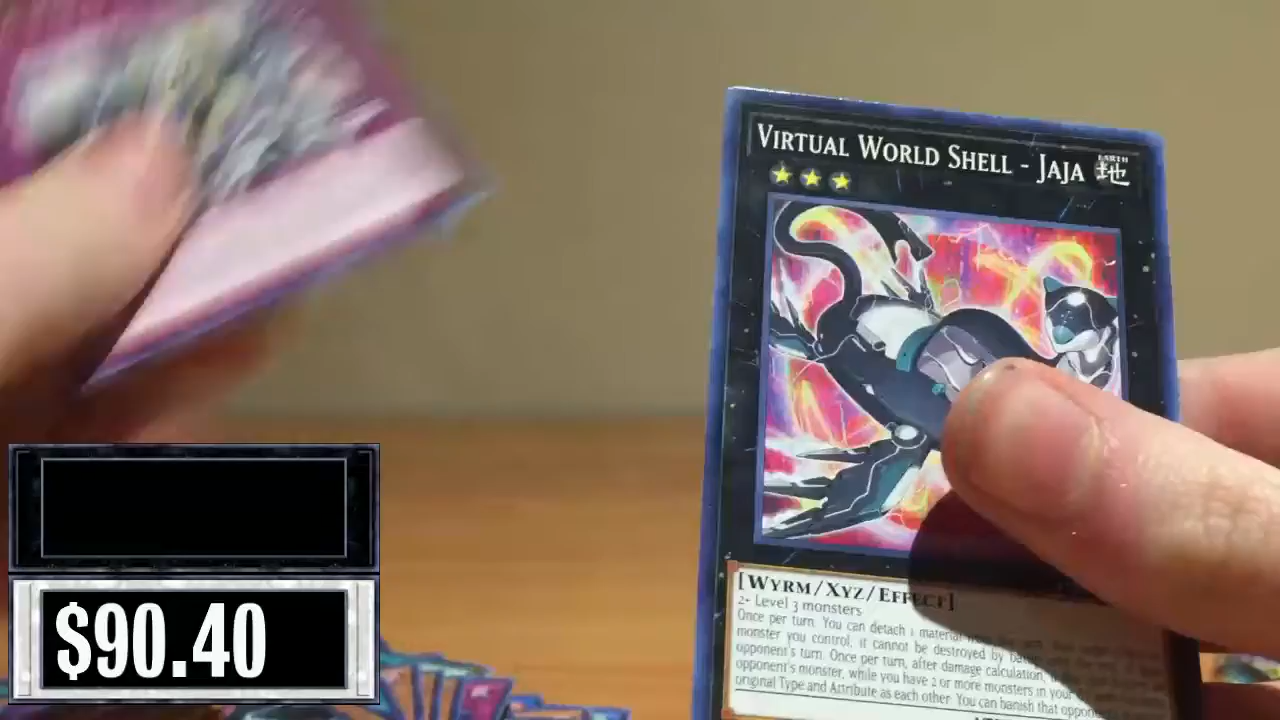 VIRTUAL WORLD SHELL - JAJA
EARTH
地
[WYRM/XYZ/EFFECT]
2+ Level 3 monsters
Once per turn: You can detach 1 material from
monster you control, it cannot be destroyed by
opponent's turn. Once per turn, after damage calculation,
opponent's monster, while you have 2 or more monsters in your
original Type and Attribute as each other: You can banish that
$90.40